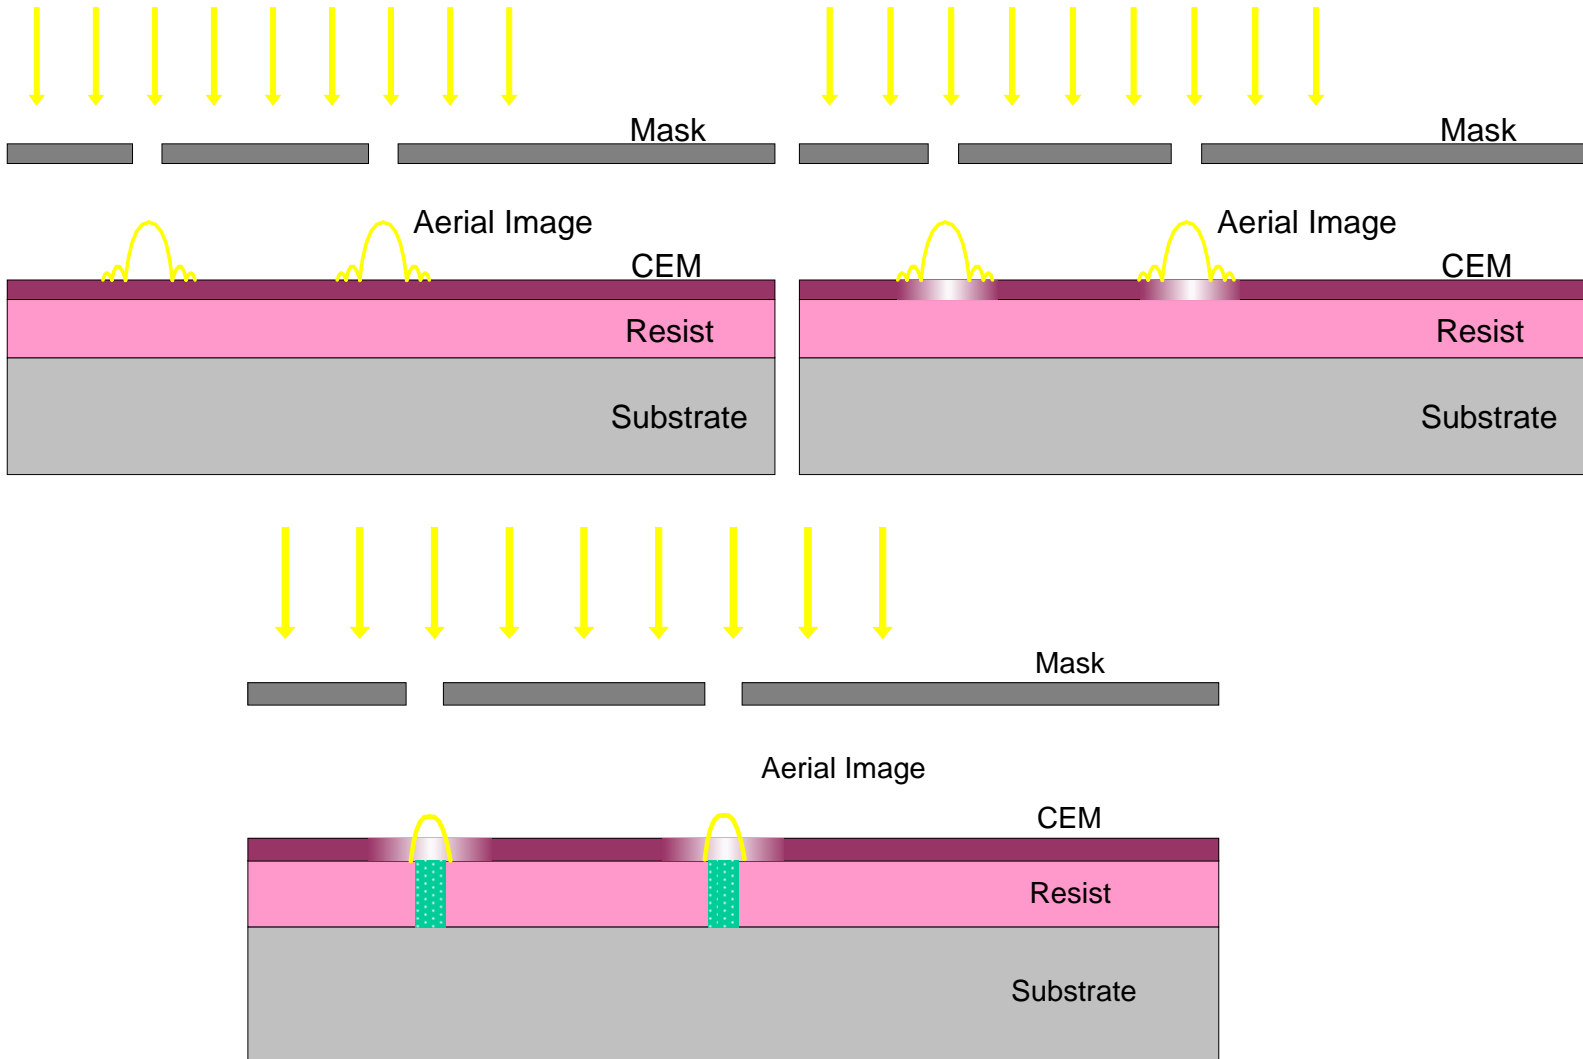 Mask
Aerial Image
CEM
Resist
Substrate
Mask
Aerial Image
CEM
Resist
Substrate
Mask
Aerial Image
CEM
Resist
Substrate